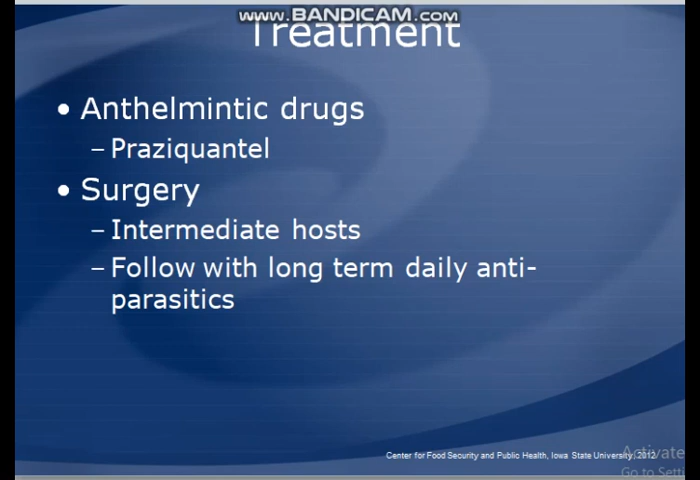 www.BANDICAM.com
Treatment
• Anthelmintic drugs
– Praziquantel
• Surgery
– Intermediate hosts
– Follow with long term daily anti-
parasitics
Center for Food Security and Public Health, Iowa State University, 2012
Activate
Go to Setti